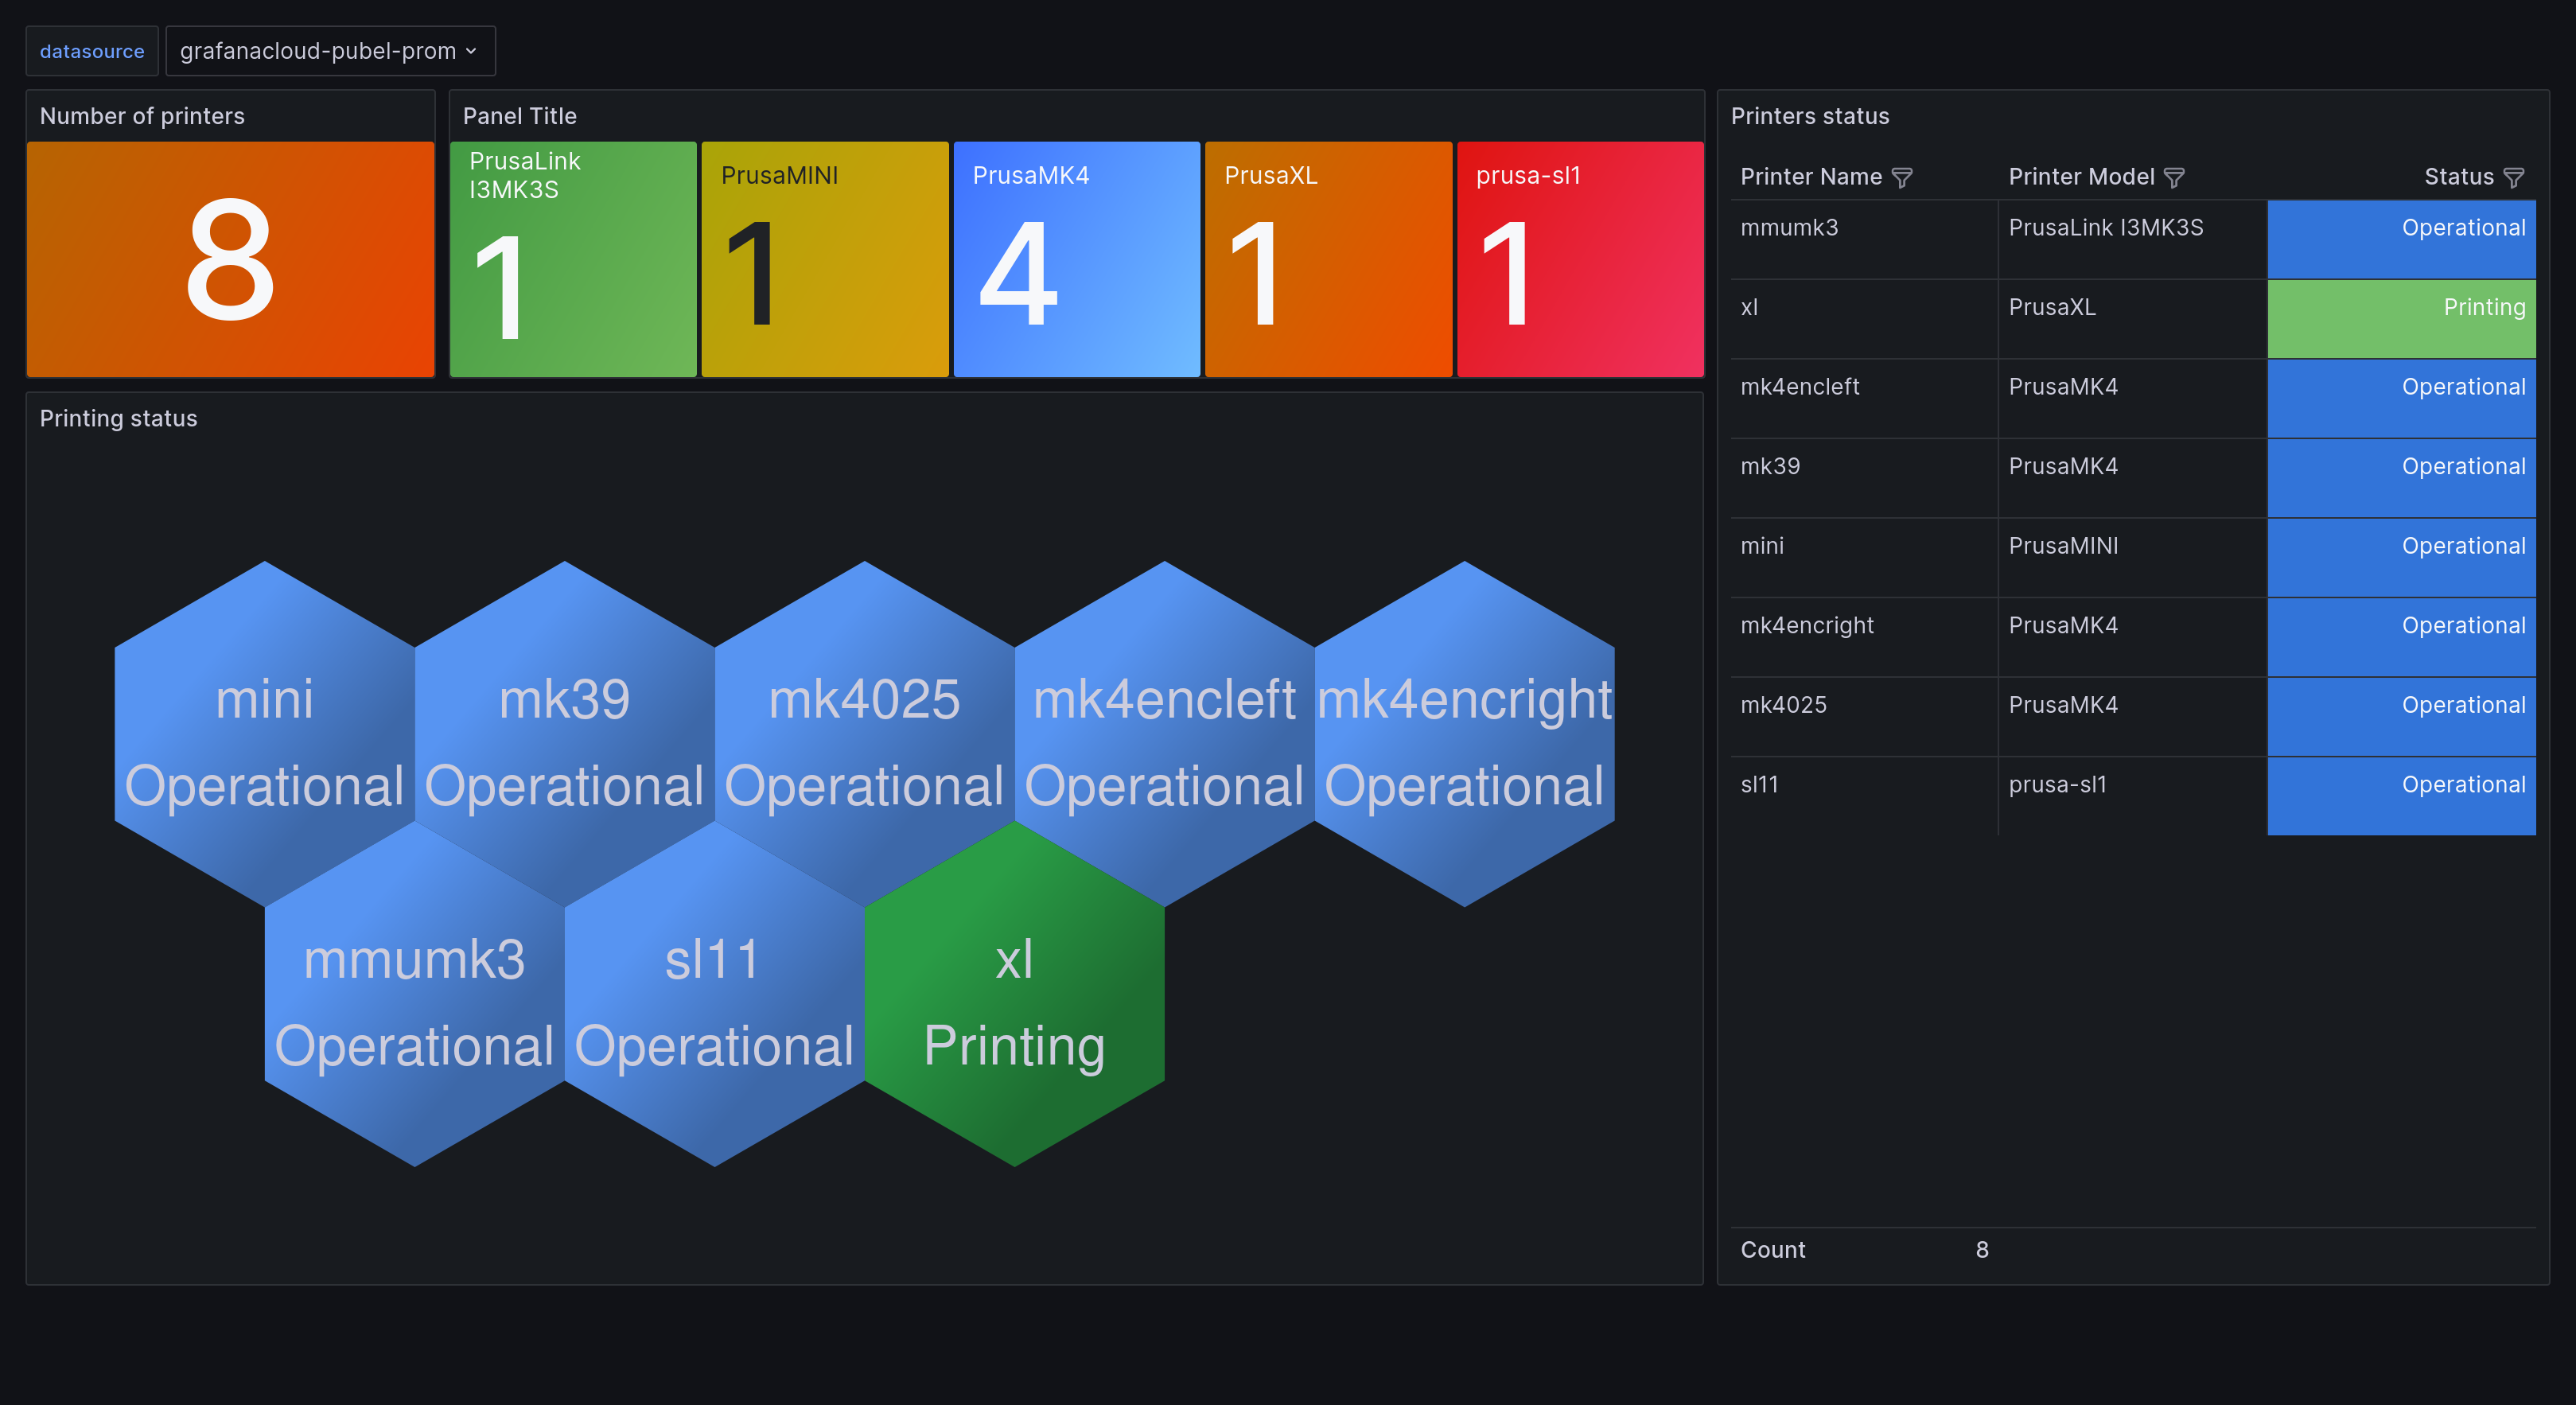 datasource
grafanacloud-pubel-prom
Number of printers
8
Panel Title
PrusaLink
I3MK3S
1
PrusaMINI
1
PrusaMK4
4
PrusaXL
1
prusa-sl1
1
Printing status
mini
Operational
mk39
Operational
mk4025
Operational
mk4encleft
Operational
mk4encright
Operational
mmumk3
Operational
sl11
Operational
xl
Printing
Printers status
Printer Name Printer Model Status
mmumk3 PrusaLink I3MK3S Operational
xl PrusaXL Printing
mk4encleft PrusaMK4 Operational
mk39 PrusaMK4 Operational
mini PrusaMINI Operational
mk4encright PrusaMK4 Operational
mk4025 PrusaMK4 Operational
sl11 prusa-sl1 Operational
Count 8